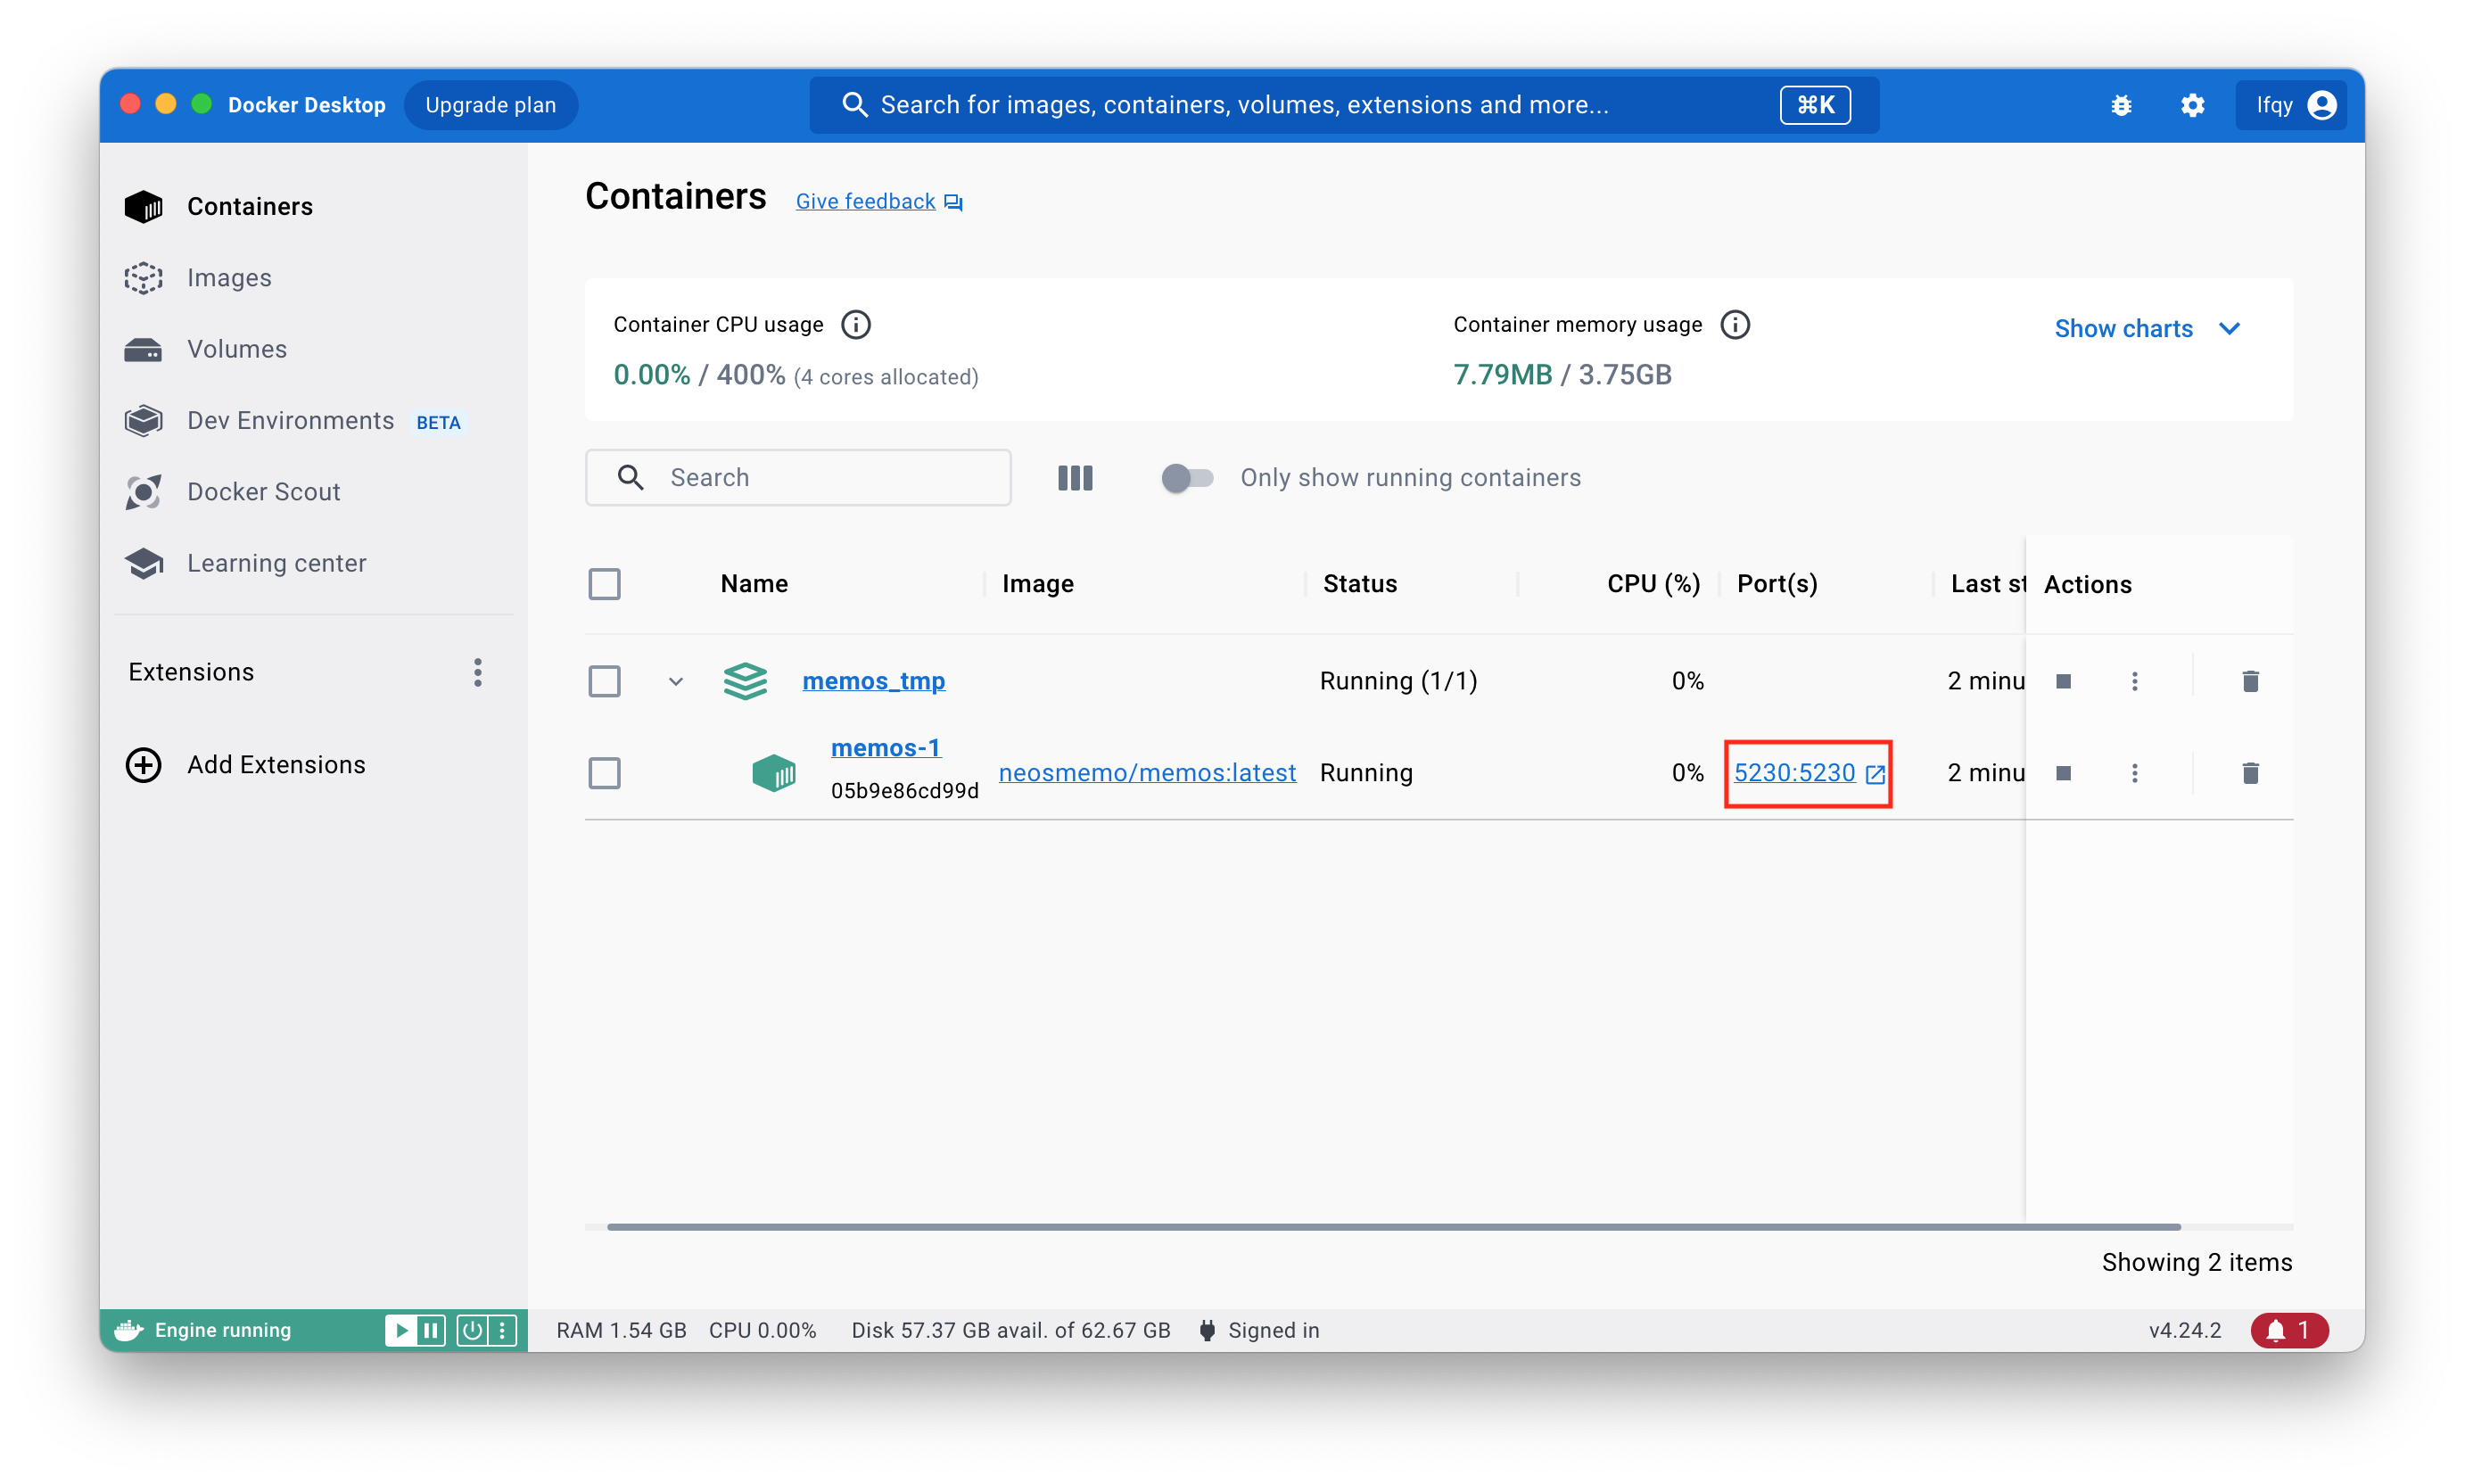 Docker Desktop
Upgrade plan
Search for images, containers, volumes, extensions and more...
⌘K
lfqy
Containers
Images
Volumes
Dev Environments BETA
Docker Scout
Learning center
Extensions
Add Extensions
Containers Give feedback
Container CPU usage
0.00% / 400% (4 cores allocated)
Container memory usage
7.79MB / 3.75GB
Show charts
Search
Only show running containers
Name Image Status CPU (%) Port(s) Last st Actions
memos_tmp Running (1/1) 0% 2 minu
memos-1
05b9e86cd99d
neosmemo/memos:latest Running 0% 5230:5230 2 minu
Showing 2 items
Engine running
RAM 1.54 GB CPU 0.00% Disk 57.37 GB avail. of 62.67 GB Signed in
v4.24.2
1